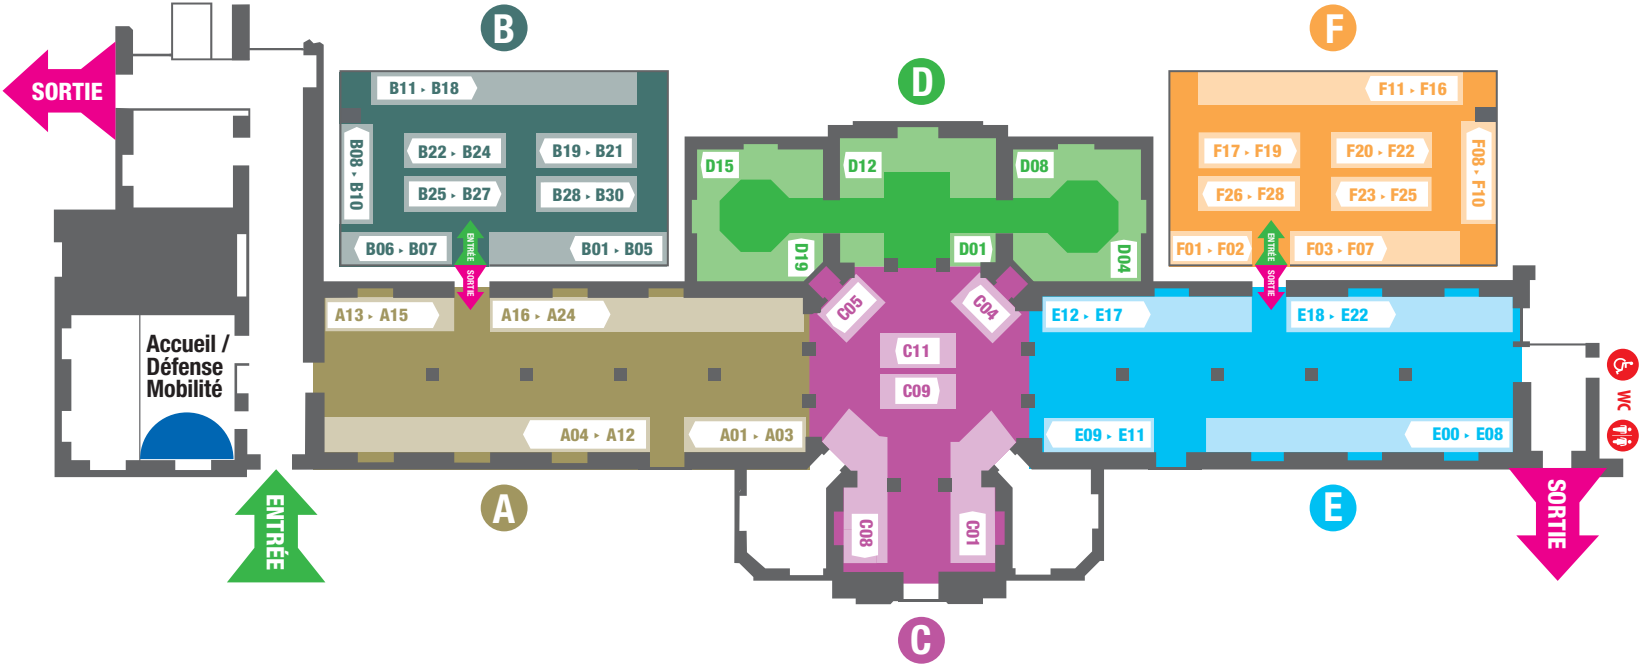 B
F
D
SORTIE
B11 ▸ B18
B08 ▸ B10
B22 ▸ B24
B19 ▸ B21
B25 ▸ B27
B28 ▸ B30
B06 ▸ B07
ENTRÉE
B01 ▸ B05
SORTIE
D15
D12
D08
D19
D01
D04
F11 ▸ F16
F17 ▸ F19
F20 ▸ F22
F08 ▸ F10
F26 ▸ F28
F23 ▸ F25
F01 ▸ F02
ENTRÉE
F03 ▸ F07
SORTIE
A13 ▸ A15
A16 ▸ A24
C05
C04
E12 ▸ E17
E18 ▸ E22
Accueil /
Défense
Mobilité
C11
C09
WC
A04 ▸ A12
A01 ▸ A03
E09 ▸ E11
E00 ▸ E08
ENTRÉE
A
C08
C01
E
SORTIE
C